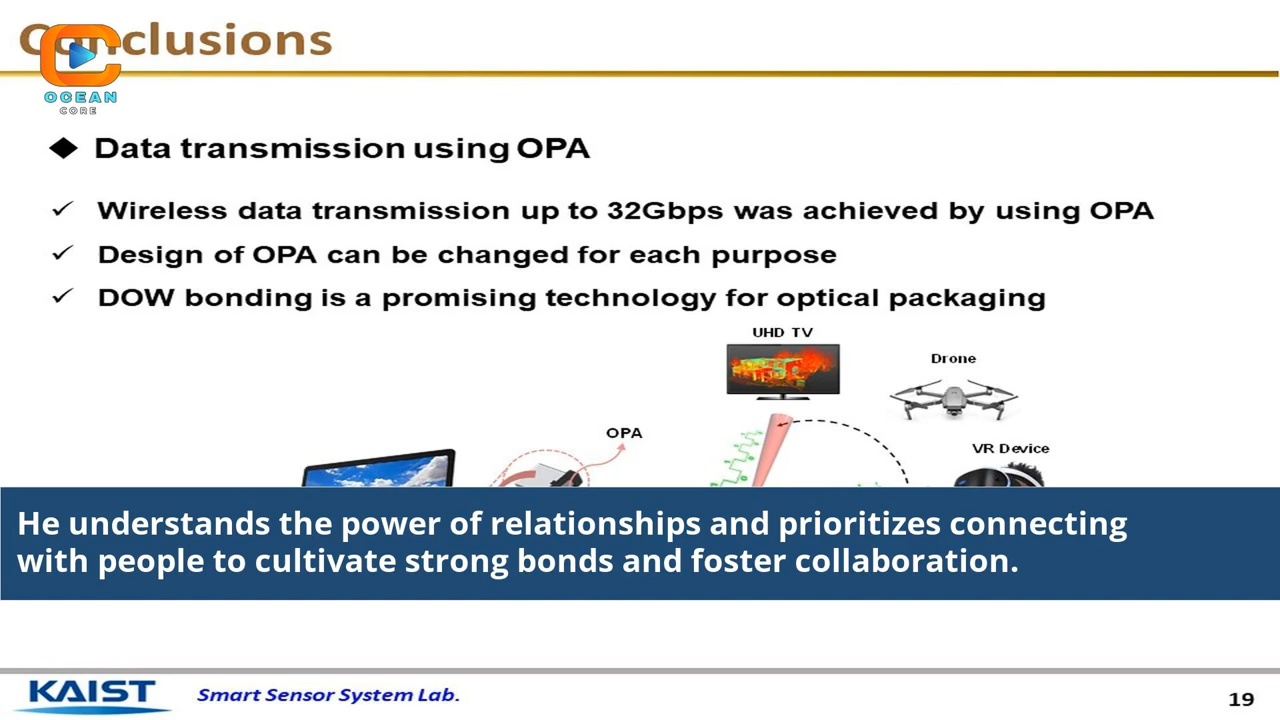 Conclusions
OCEAN
CORE
Data transmission using OPA
Wireless data transmission up to 32Gbps was achieved by using OPA
Design of OPA can be changed for each purpose
DOW bonding is a promising technology for optical packaging
UHD TV
Drone
OPA
VR Device
He understands the power of relationships and prioritizes connecting
with people to cultivate strong bonds and foster collaboration.
KAIST
Smart Sensor System Lab.
19